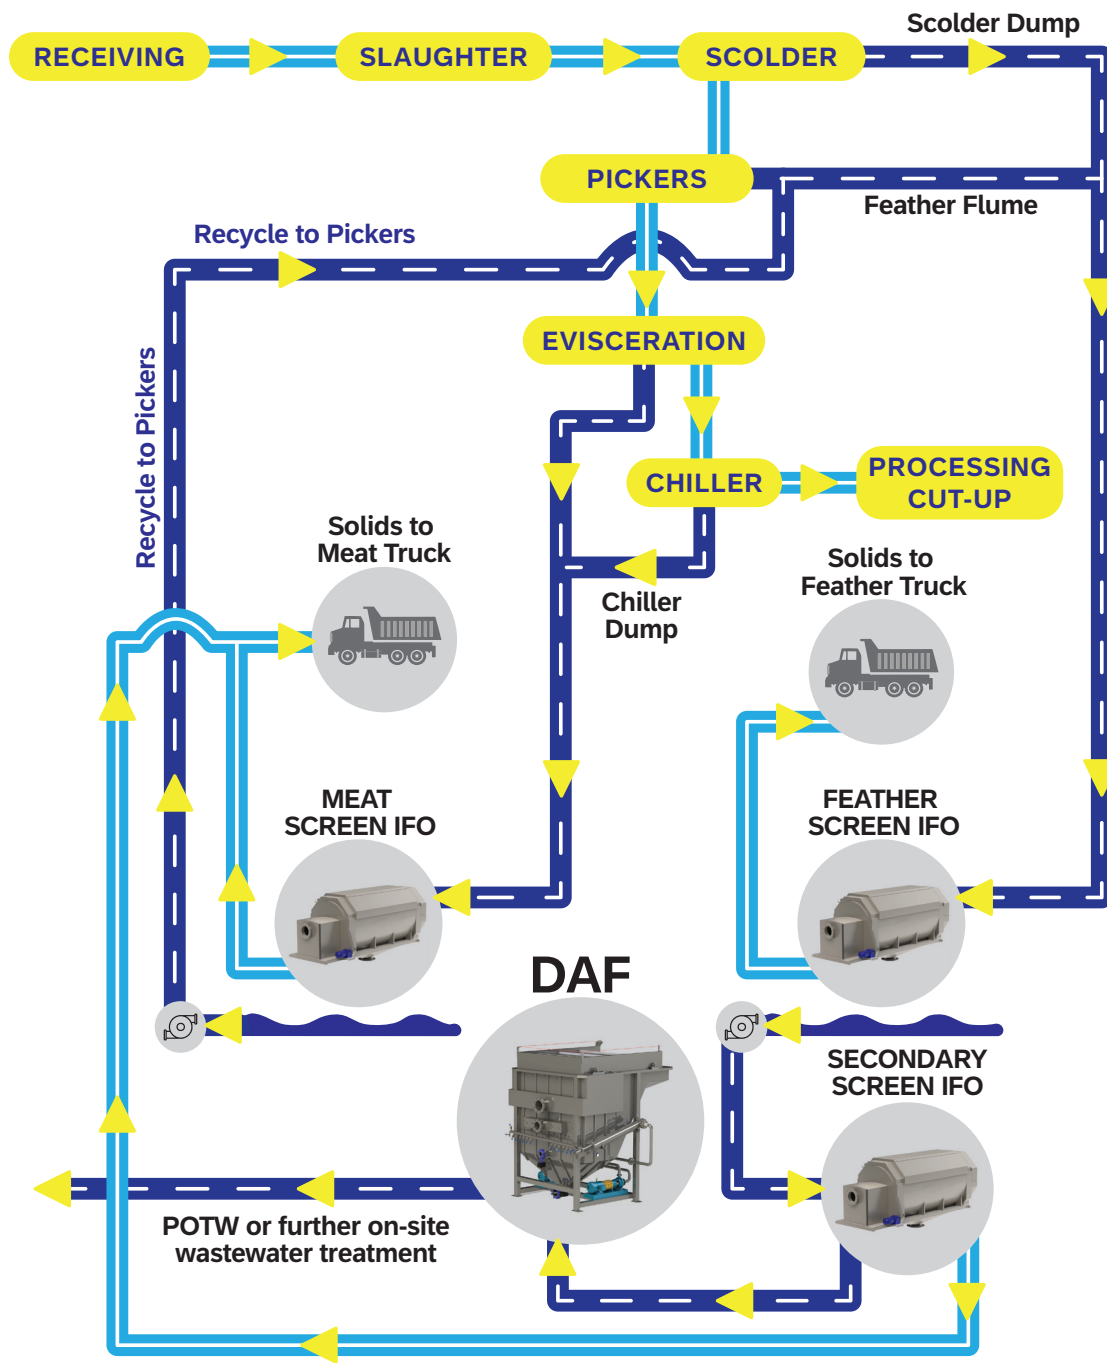 Scolder Dump
RECEIVING
SLAUGHTER
SCOLDER
PICKERS
Feather Flume
Recycle to Pickers
EVISCERATION
Recycle to Pickers
CHILLER
PROCESSING
CUT-UP
Solids to
Meat Truck
Solids to
Feather Truck
Chiller
Dump
MEAT
SCREEN IFO
FEATHER
SCREEN IFO
DAF
SECONDARY
SCREEN IFO
POTW or further on-site
wastewater treatment